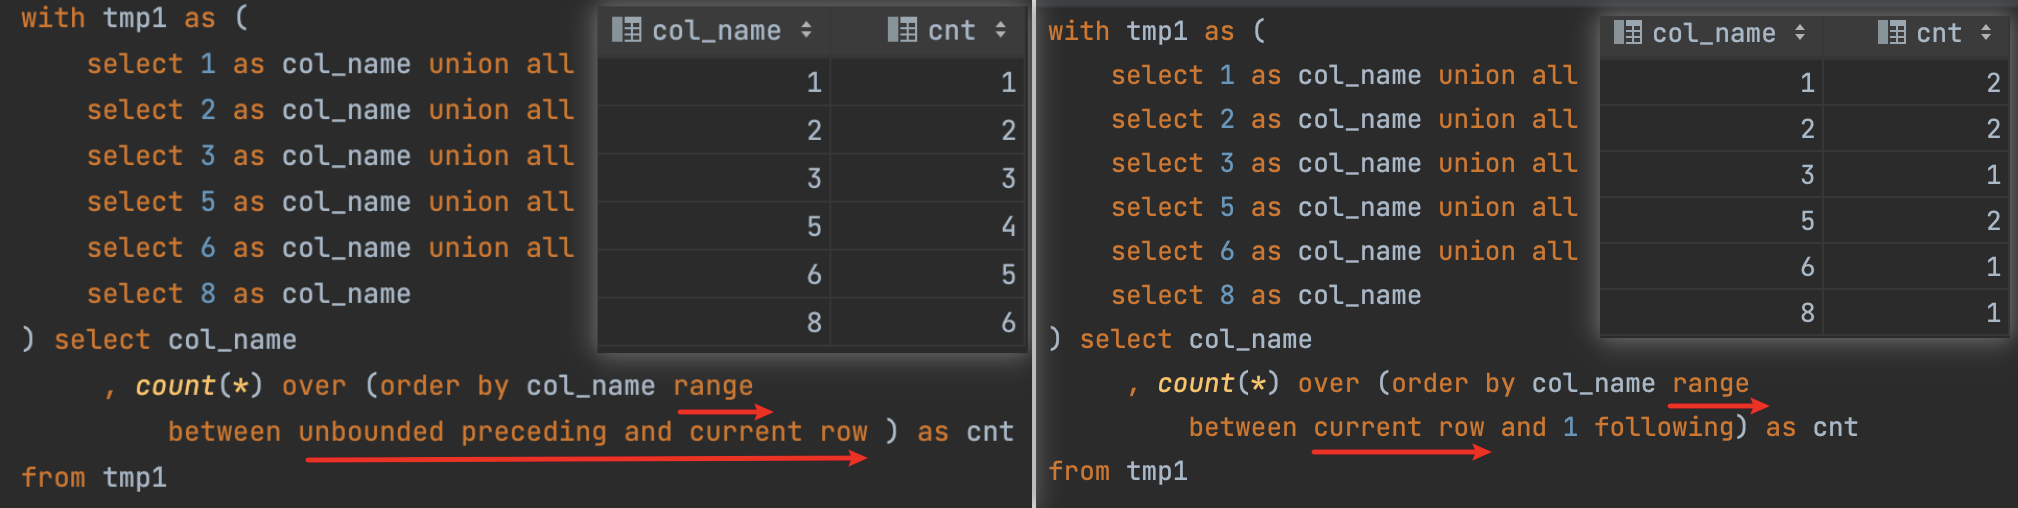 with tmp1 as (
select 1 as col_name union all
select 2 as col_name union all
select 3 as col_name union all
select 5 as col_name union all
select 6 as col_name union all
select 8 as col_name
) select col_name
, count(*) over (order by col_name range
between unbounded preceding and current row ) as cnt
from tmp1
col_name cnt
1 1
2 2
3 3
5 4
6 5
8 6
with tmp1 as (
select 1 as col_name union all
select 2 as col_name union all
select 3 as col_name union all
select 5 as col_name union all
select 6 as col_name union all
select 8 as col_name
) select col_name
, count(*) over (order by col_name range
between current row and 1 following) as cnt
from tmp1
col_name cnt
1 2
2 2
3 1
5 2
6 1
8 1